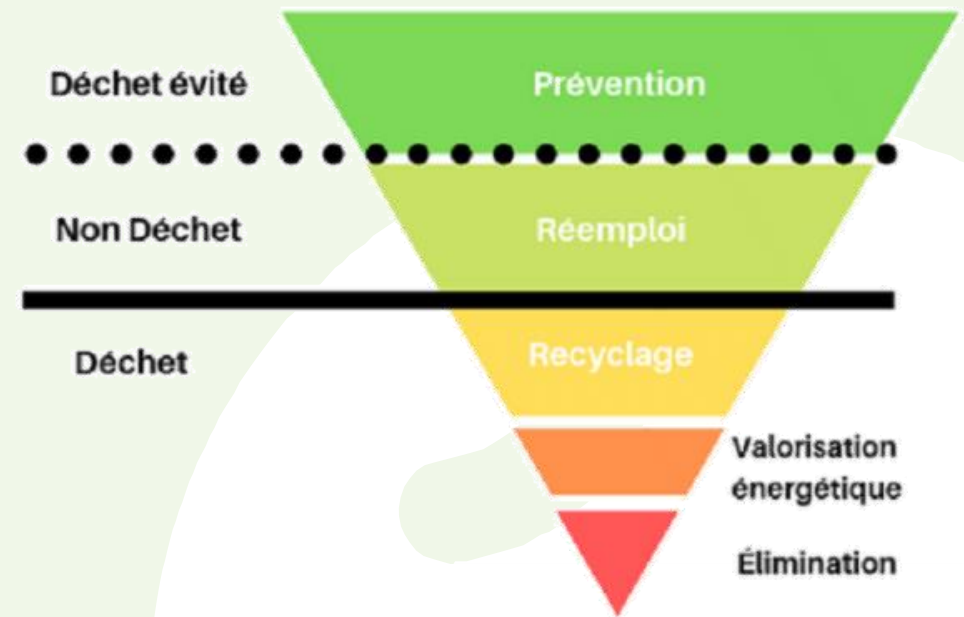 Déchet évité
Prévention
Non Déchet
Réemploi
Déchet
Recyclage
Valorisation
énergétique
Élimination